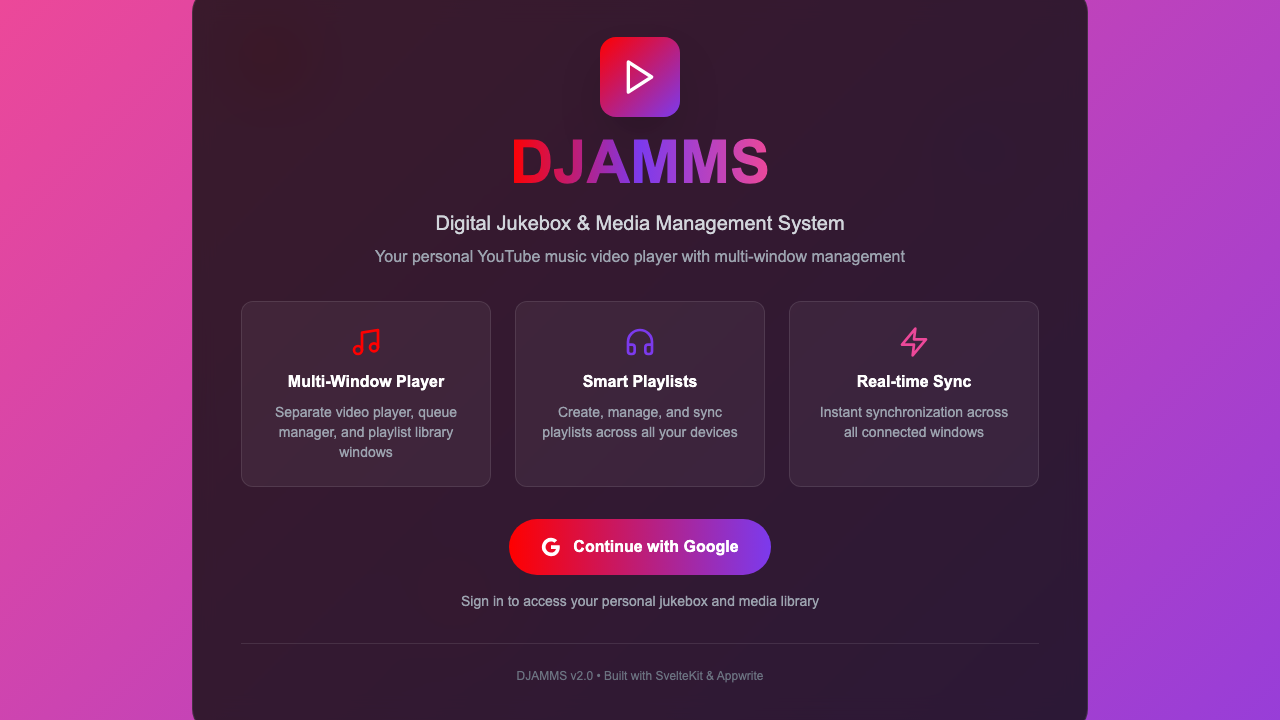 DJAMMS
Digital Jukebox & Media Management System
Your personal YouTube music video player with multi-window management
Multi-Window Player
Separate video player, queue
manager, and playlist library
windows
Smart Playlists
Create, manage, and sync
playlists across all your devices
Real-time Sync
Instant synchronization across
all connected windows
Continue with Google
Sign in to access your personal jukebox and media library
DJAMMS v2.0 • Built with SvelteKit & Appwrite